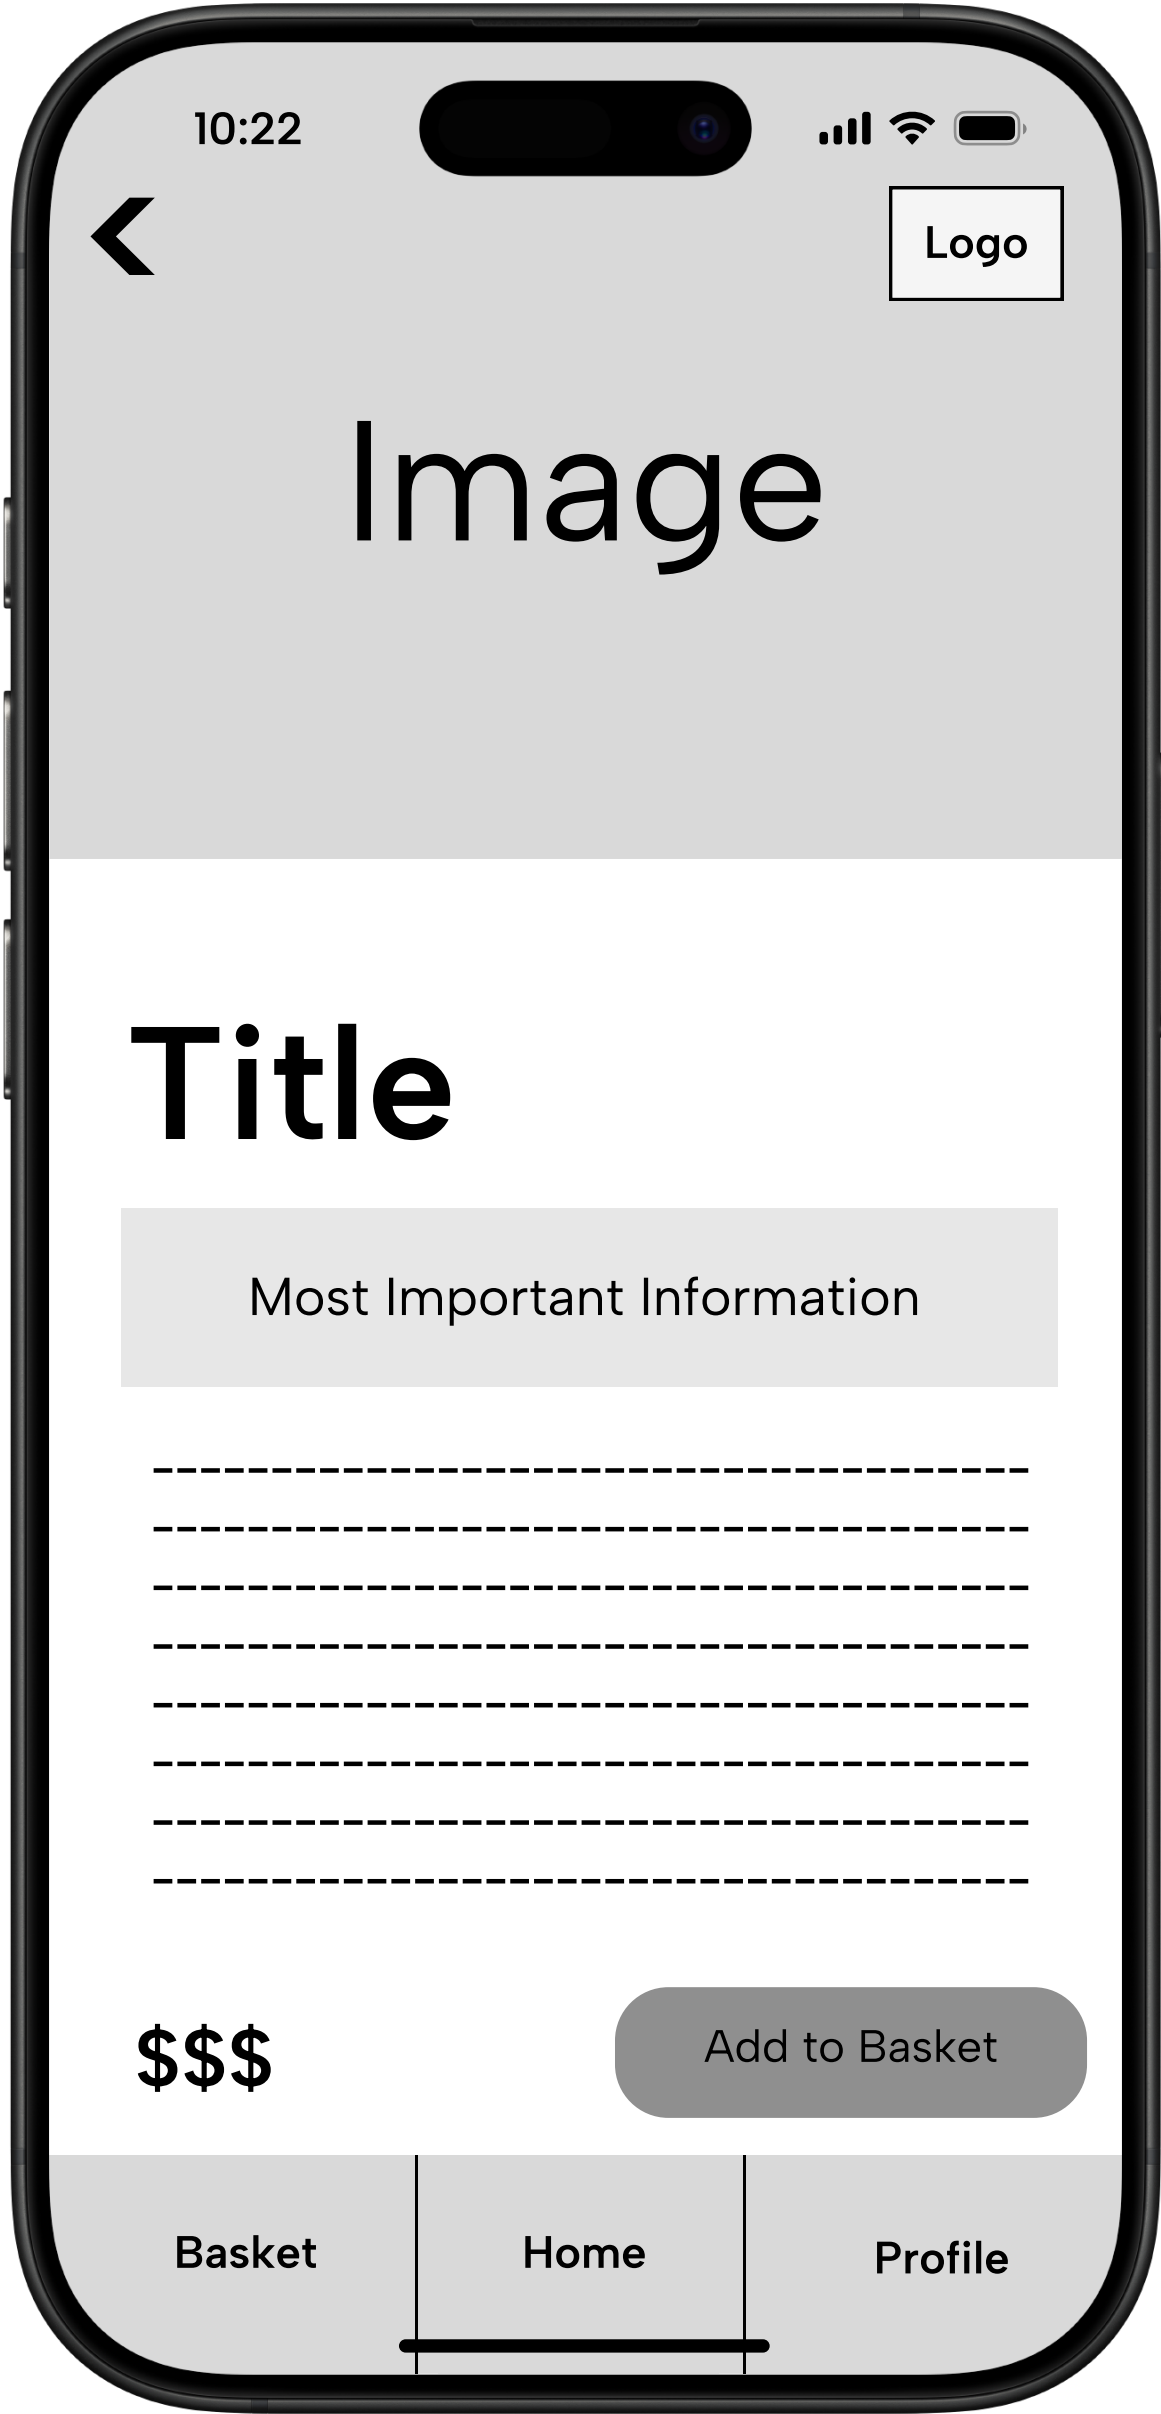 10:22
Logo
Image
Title
Most Important Information
$$$
Add to Basket
Basket
Home
Profile